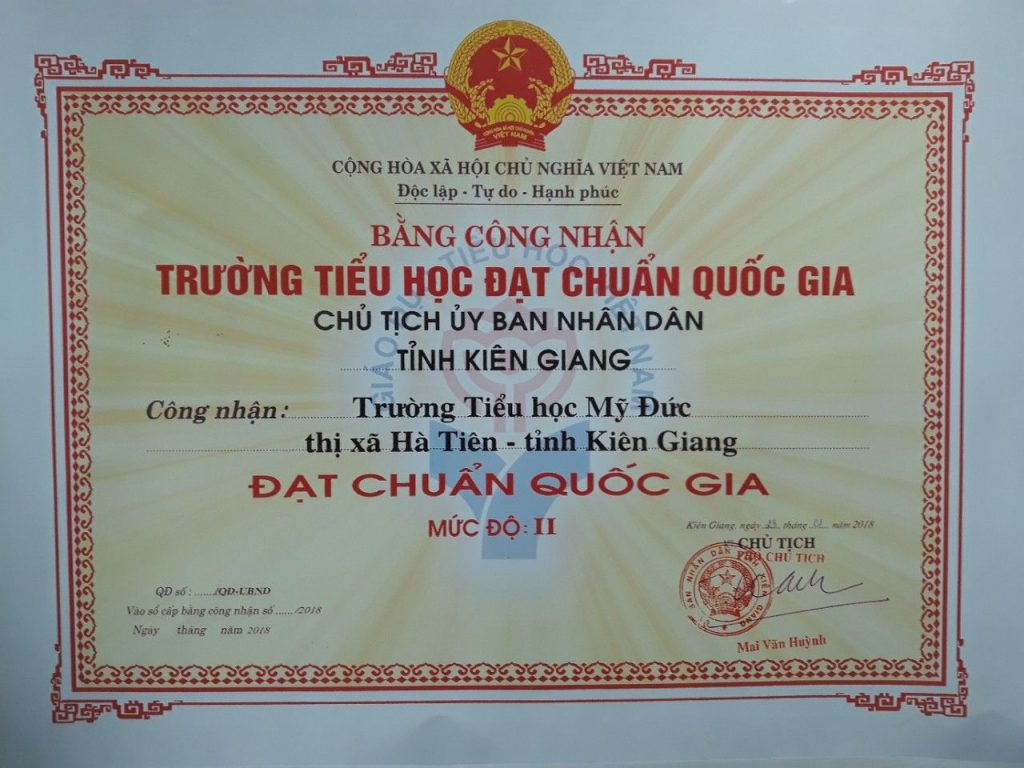 CỘNG HÒA XÃ HỘI CHỦ NGHĨA VIỆT NAM
Độc lập - Tự do - Hạnh phúc
BẰNG CÔNG NHẬN
TRƯỜNG TIỂU HỌC ĐẠT CHUẨN QUỐC GIA
CHỦ TỊCH ỦY BAN NHÂN DÂN
TỈNH KIÊN GIANG
Công nhận: Trường Tiểu học Mỹ Đức
thị xã Hà Tiên - tỉnh Kiên Giang
ĐẠT CHUẨN QUỐC GIA
MỨC ĐỘ: II
Kiên Giang, ngày tháng 01 năm 2018
CHỦ TỊCH
PHÓ CHỦ TỊCH
QĐ số : ....../QĐ-UBND
Vào sổ cấp bằng công nhận số ....../2018
Ngày tháng năm 2018
Mai Văn Huỳnh